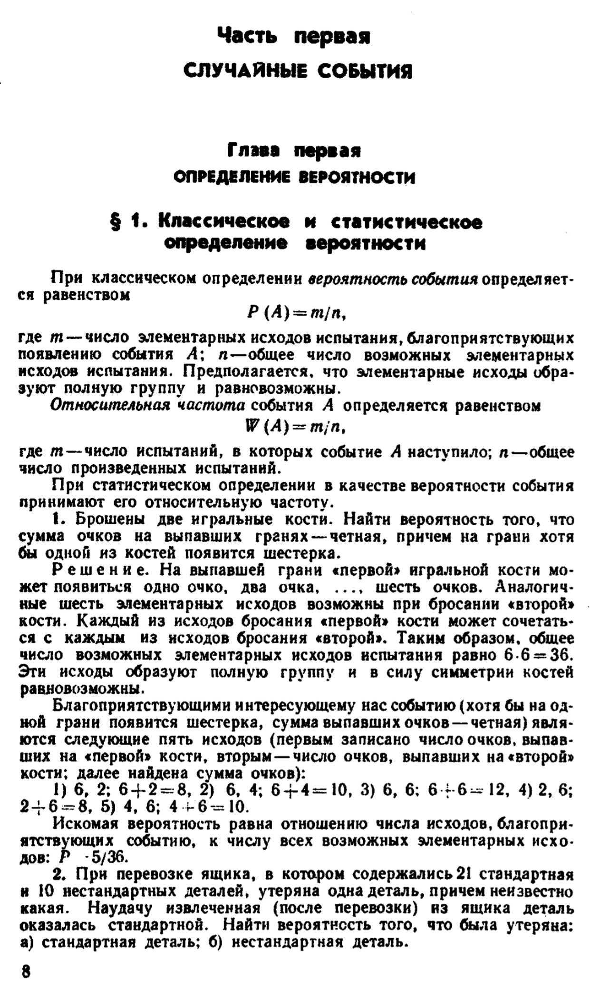 Часть первая
СЛУЧАЙНЫЕ СОБЫТИЯ
Глава первая
ОПРЕДЕЛЕНИЕ ВЕРОЯТНОСТИ
§ 1. Классическое и статистическое
определение вероятности
При классическом определении вероятность события определяет-
ся равенством
P (A) = m/n,
где m — число элементарных исходов испытания, благоприятствующих
появлению события A; n — общее число возможных элементарных
исходов испытания. Предполагается, что элементарные исходы обра-
зуют полную группу и равновозможны.
Относительная частота события A определяется равенством
W (A) = m/n,
где m — число испытаний, в которых событие A наступило; n — общее
число произведенных испытаний.
При статистическом определении в качестве вероятности события
принимают его относительную частоту.
1. Брошены две игральные кости. Найти вероятность того, что
сумма очков на выпавших гранях — четная, причем на грани хотя
бы одной из костей появится шестерка.
Решение. На выпавшей грани «первой» игральной кости мо-
жет появиться одно очко, два очка, ..., шесть очков. Аналогич-
ные шесть элементарных исходов возможны при бросании «второй»
кости. Каждый из исходов бросания «первой» кости может сочетать-
ся с каждым из исходов бросания «второй». Таким образом, общее
число возможных элементарных исходов испытания равно 6·6 = 36.
Эти исходы образуют полную группу и в силу симметрии костей
равновозможны.
Благоприятствующими интересующему нас событию (хотя бы на од-
ной грани появится шестерка, сумма выпавших очков — четная) явля-
ются следующие пять исходов (первым записано число очков, выпав-
ших на «первой» кости, вторым — число очков, выпавших на «второй»
кости; далее найдена сумма очков):
1) 6, 2; 6+2=8, 2) 6, 4; 6+4=10, 3) 6, 6; 6+6=12, 4) 2, 6;
2+6=8, 5) 4, 6; 4+6=10.
Искомая вероятность равна отношению числа исходов, благопри-
ятствующих событию, к числу всех возможных элементарных исхо-
дов: P - 5/36.
2. При перевозке ящика, в котором содержались 21 стандартная
и 10 нестандартных деталей, утеряна одна деталь, причем неизвестно
какая. Наудачу извлеченная (после перевозки) из ящика деталь
оказалась стандартной. Найти вероятность того, что была утеряна:
а) стандартная деталь; б) нестандартная деталь.
8